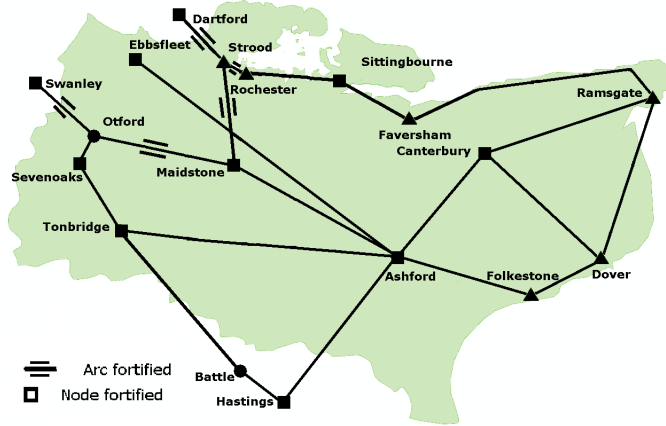 Dartford
Ebbsfleet
Strood
Sittingbourne
Swanley
Rochester
Ramsgate
Otford
Faversham
Canterbury
Maidstone
Sevenoaks
Tonbridge
Ashford
Folkestone
Dover
Arc fortified
Battle
Node fortified
Hastings